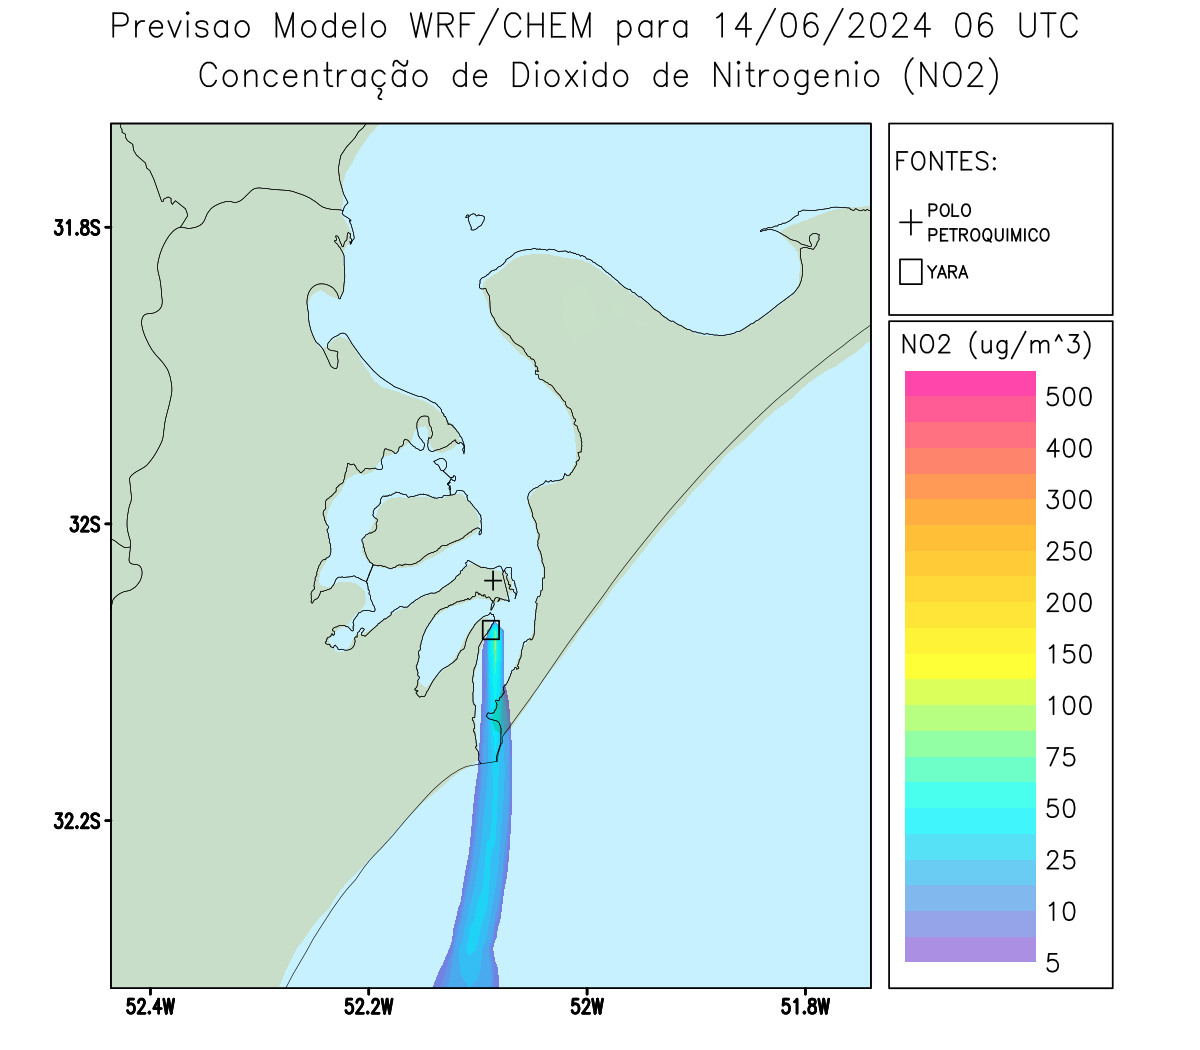 Previsao Modelo WRF/CHEM para 14/06/2024 06 UTC
Concentração de Dioxido de Nitrogenio (NO2)
FONTES:
POLO
PETROQUIMICO
YARA
NO2 (ug/m^3)
500
400
300
250
200
150
100
75
50
25
10
5
31.8S
32S
32.2S
52.4W
52.2W
52W
51.8W